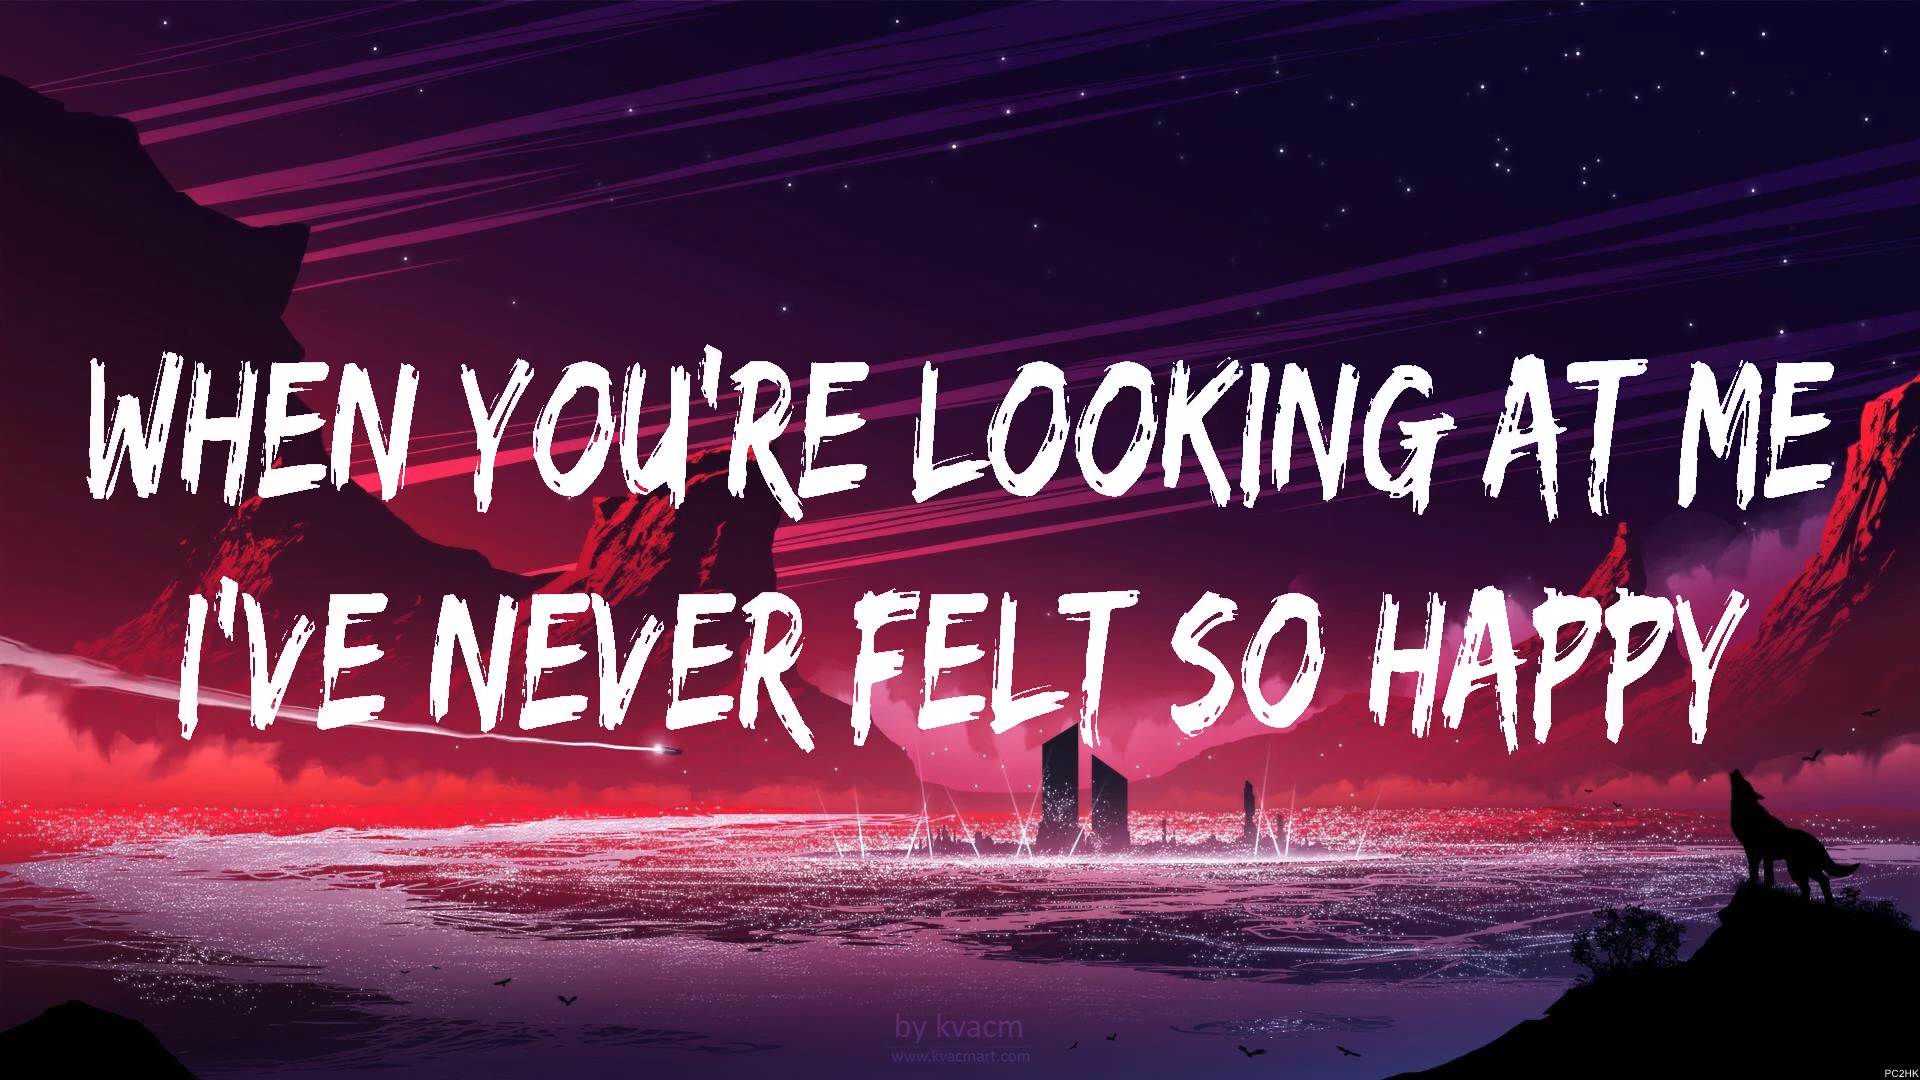 WHEN YOU'RE LOOKING AT ME
I'VE NEVER FELT SO HAPPY
by kvacm
www.kvacmart.com
PC2HK